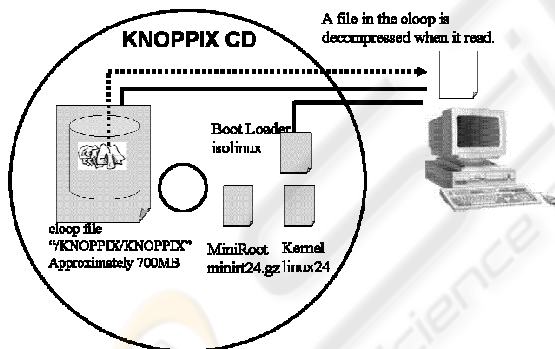 A file in the cloop is
decompressed when it read.
KNOPPIX CD
Boot Loader
isolinux
cloop file
"/KNOPPIX/KNOPPIX"
Approximately 700MB
MiniRoot
minirt24.gz
Kernel
linux24